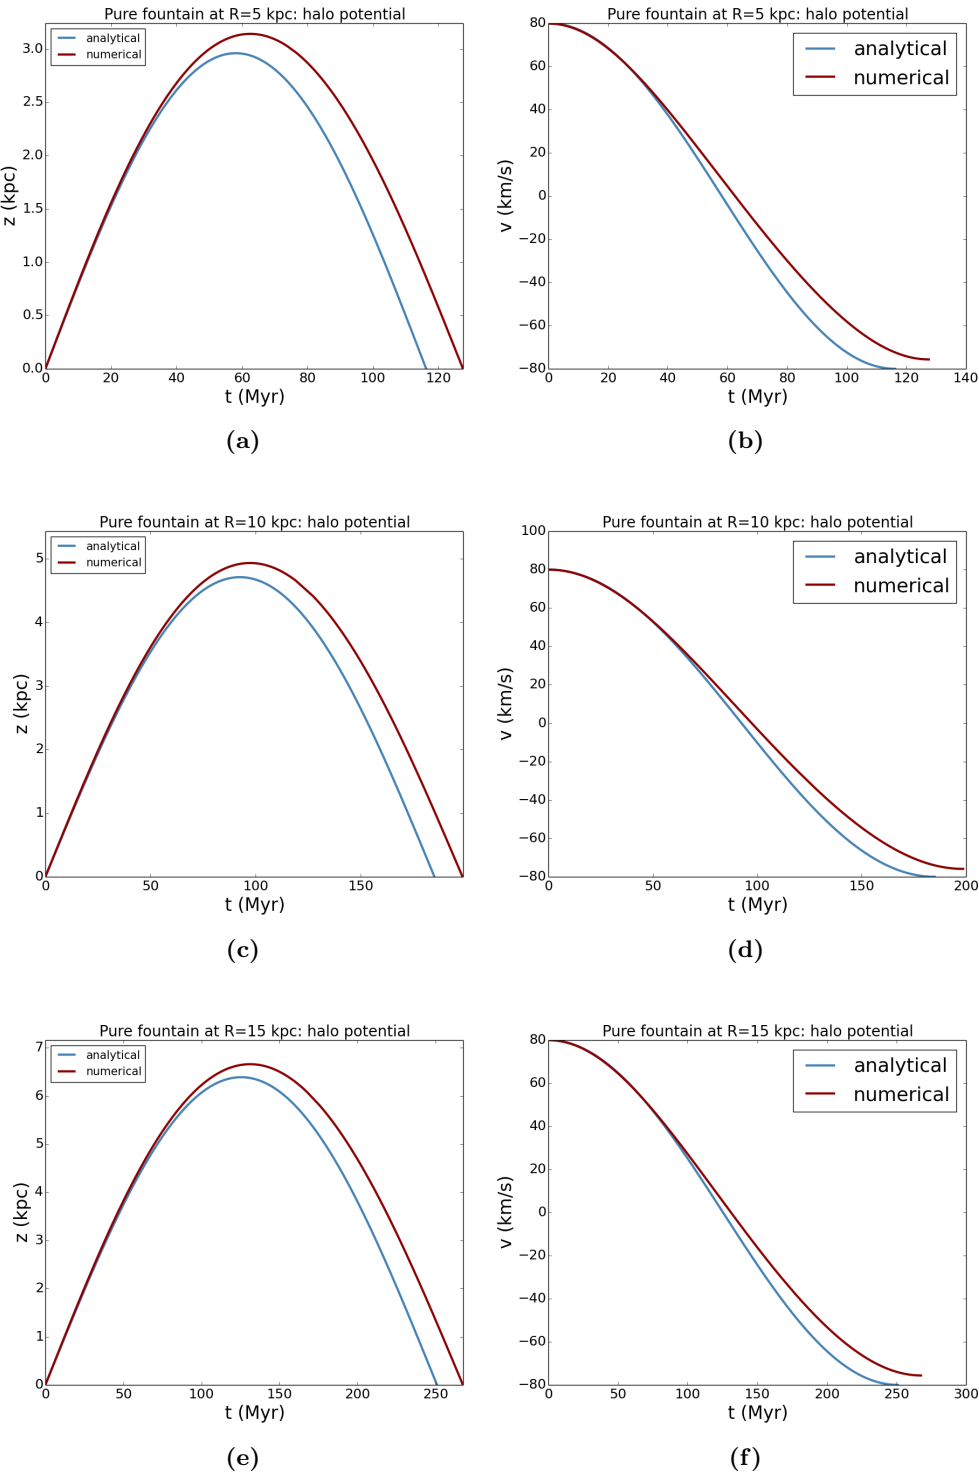 Pure fountain at R=5 kpc: halo potential
analytical
numerical
z (kpc)
3.0
2.5
2.0
1.5
1.0
0.5
0.0
0 20 40 60 80 100 120
t (Myr)
(a)
Pure fountain at R=5 kpc: halo potential
analytical
numerical
v (km/s)
80
60
40
20
0
−20
−40
−60
−80
0 20 40 60 80 100 120 140
t (Myr)
(b)
Pure fountain at R=10 kpc: halo potential
analytical
numerical
z (kpc)
5
4
3
2
1
0
0 50 100 150
t (Myr)
(c)
Pure fountain at R=10 kpc: halo potential
analytical
numerical
v (km/s)
100
80
60
40
20
0
−20
−40
−60
−80
0 50 100 150 200
t (Myr)
(d)
Pure fountain at R=15 kpc: halo potential
analytical
numerical
z (kpc)
7
6
5
4
3
2
1
0
0 50 100 150 200 250
t (Myr)
(e)
Pure fountain at R=15 kpc: halo potential
analytical
numerical
v (km/s)
80
60
40
20
0
−20
−40
−60
−80
0 50 100 150 200 250 300
t (Myr)
(f)